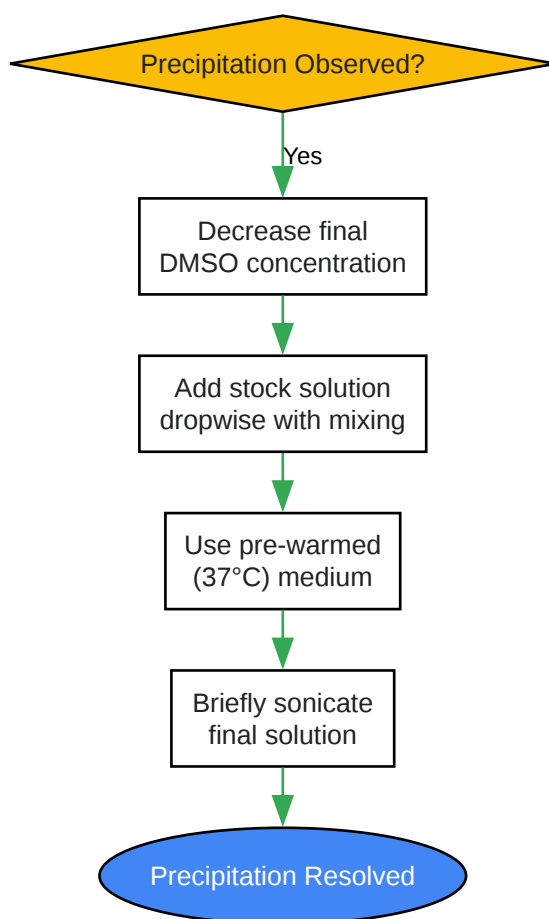 Precipitation Observed?
Yes
Decrease final
DMSO concentration
Add stock solution
dropwise with mixing
Use pre-warmed
(37°C) medium
Briefly sonicate
final solution
Precipitation Resolved